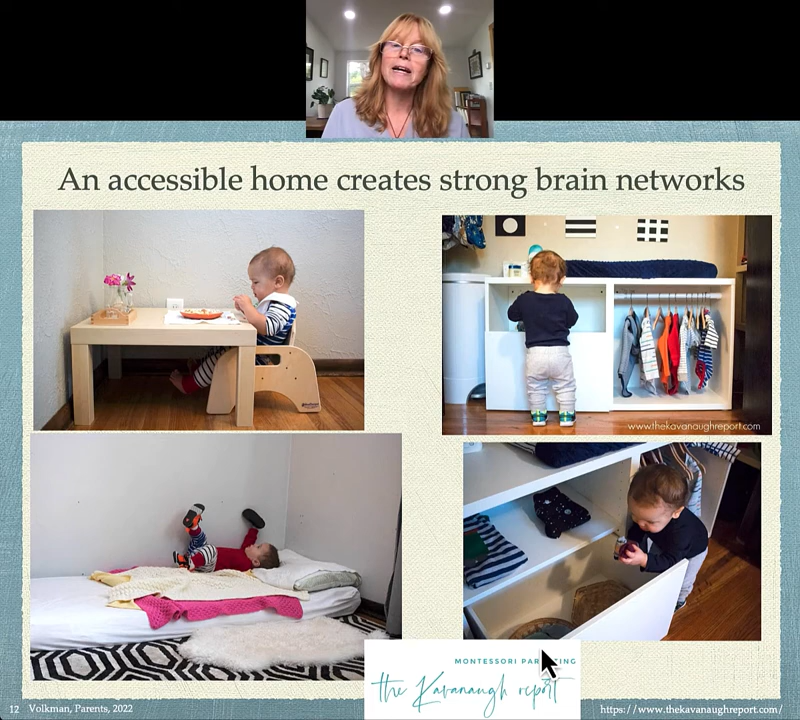 An accessible home creates strong brain networks
www.thekavanaughreport.com
MONTESSORI
the Kavanaugh report
12 Volkman, Parents, 2022
https://www.thekavanaughreport.com/